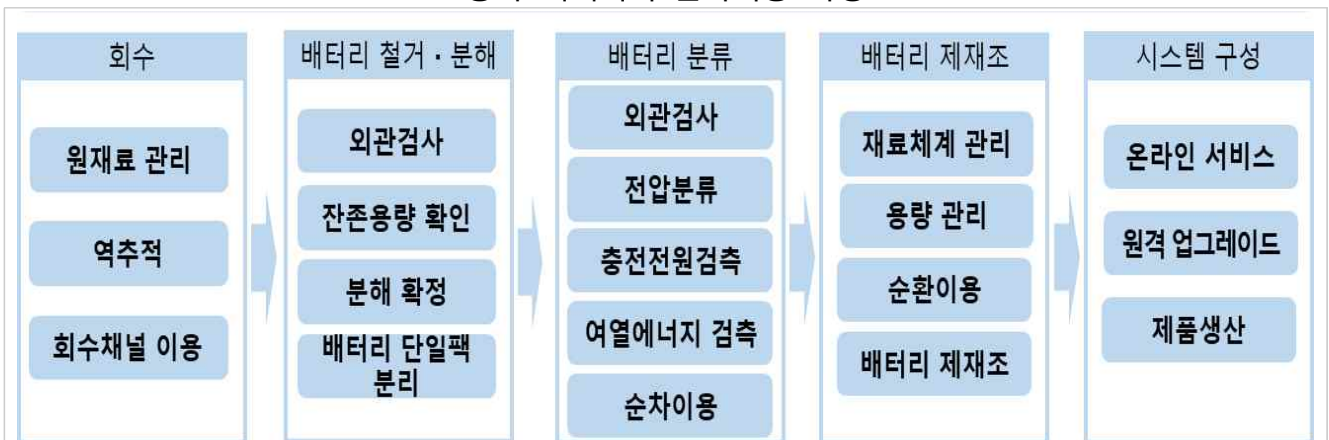 회수
원재료 관리
역추적
회수채널 이용
배터리 철거 · 분해
외관검사
잔존용량 확인
분해 확정
배터리 단일팩
분리
배터리 분류
외관검사
전압분류
충전전원검측
여열에너지 검측
순차이용
배터리 제재조
재료체계 관리
용량 관리
순환이용
배터리 제재조
시스템 구성
온라인 서비스
원격 업그레이드
제품생산